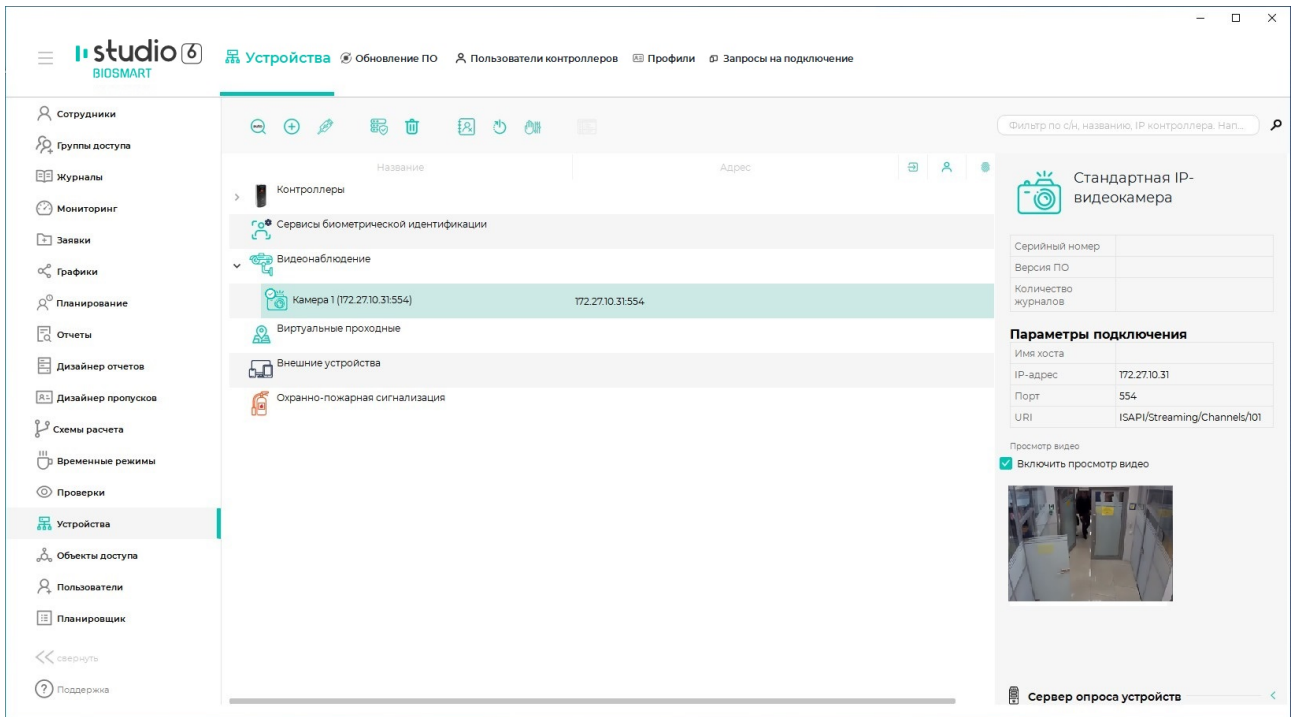 studio 6
BIOSMART
Устройства
Обновление ПО
Пользователи контроллеров
Профили
Запросы на подключение
Сотрудники
Группы доступа
Журналы
Мониторинг
Заявки
Графики
Планирование
Отчеты
Дизайнер отчетов
Дизайнер пропусков
Схемы расчета
Временные режимы
Проверки
Устройства
Объекты доступа
Пользователи
Планировщик
свернуть
Поддержка
Фильтр по с/н, названию, IP контроллера. Нап...
Название
Адрес
Контроллеры
Сервисы биометрической идентификации
Видеонаблюдение
Камера 1 (172.27.10.31:554)
172.27.10.31:554
Виртуальные проходные
Внешние устройства
Охранно-пожарная сигнализация
Стандартная IP-
видеокамера
Серийный номер
Версия ПО
Количество
журналов
Параметры подключения
Имя хоста
IP-адрес 172.27.10.31
Порт 554
URI ISAPI/Streaming/Channels/101
Просмотр видео
Включить просмотр видео
Сервер опроса устройств